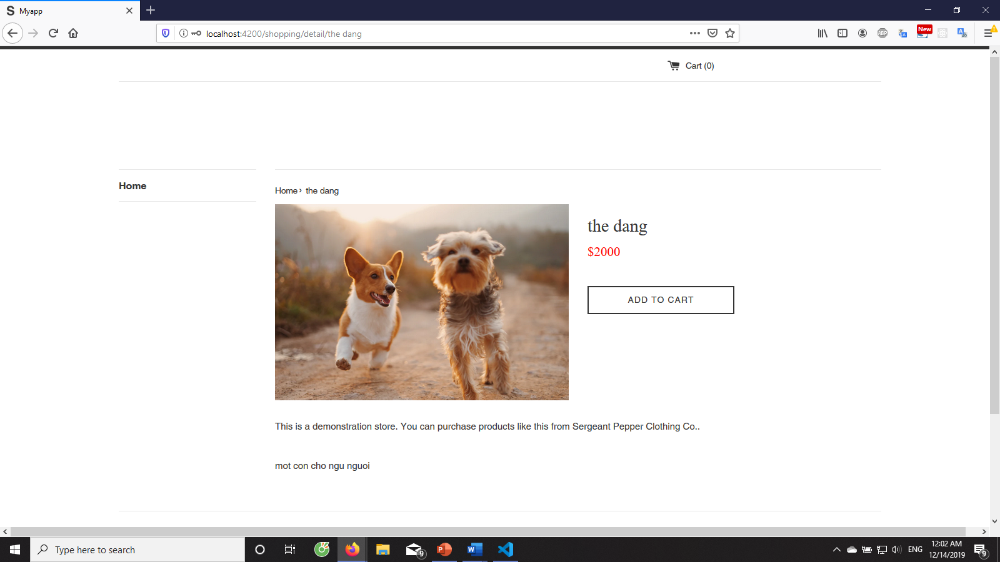 S Myapp
localhost:4200/shopping/detail/the dang
ABP
New
Cart (0)
Home
Home › the dang
the dang
$2000
ADD TO CART
This is a demonstration store. You can purchase products like this from Sergeant Pepper Clothing Co..
mot con cho ngu nguoi
Type here to search
9
ENG
12:02 AM
12/14/2019
9